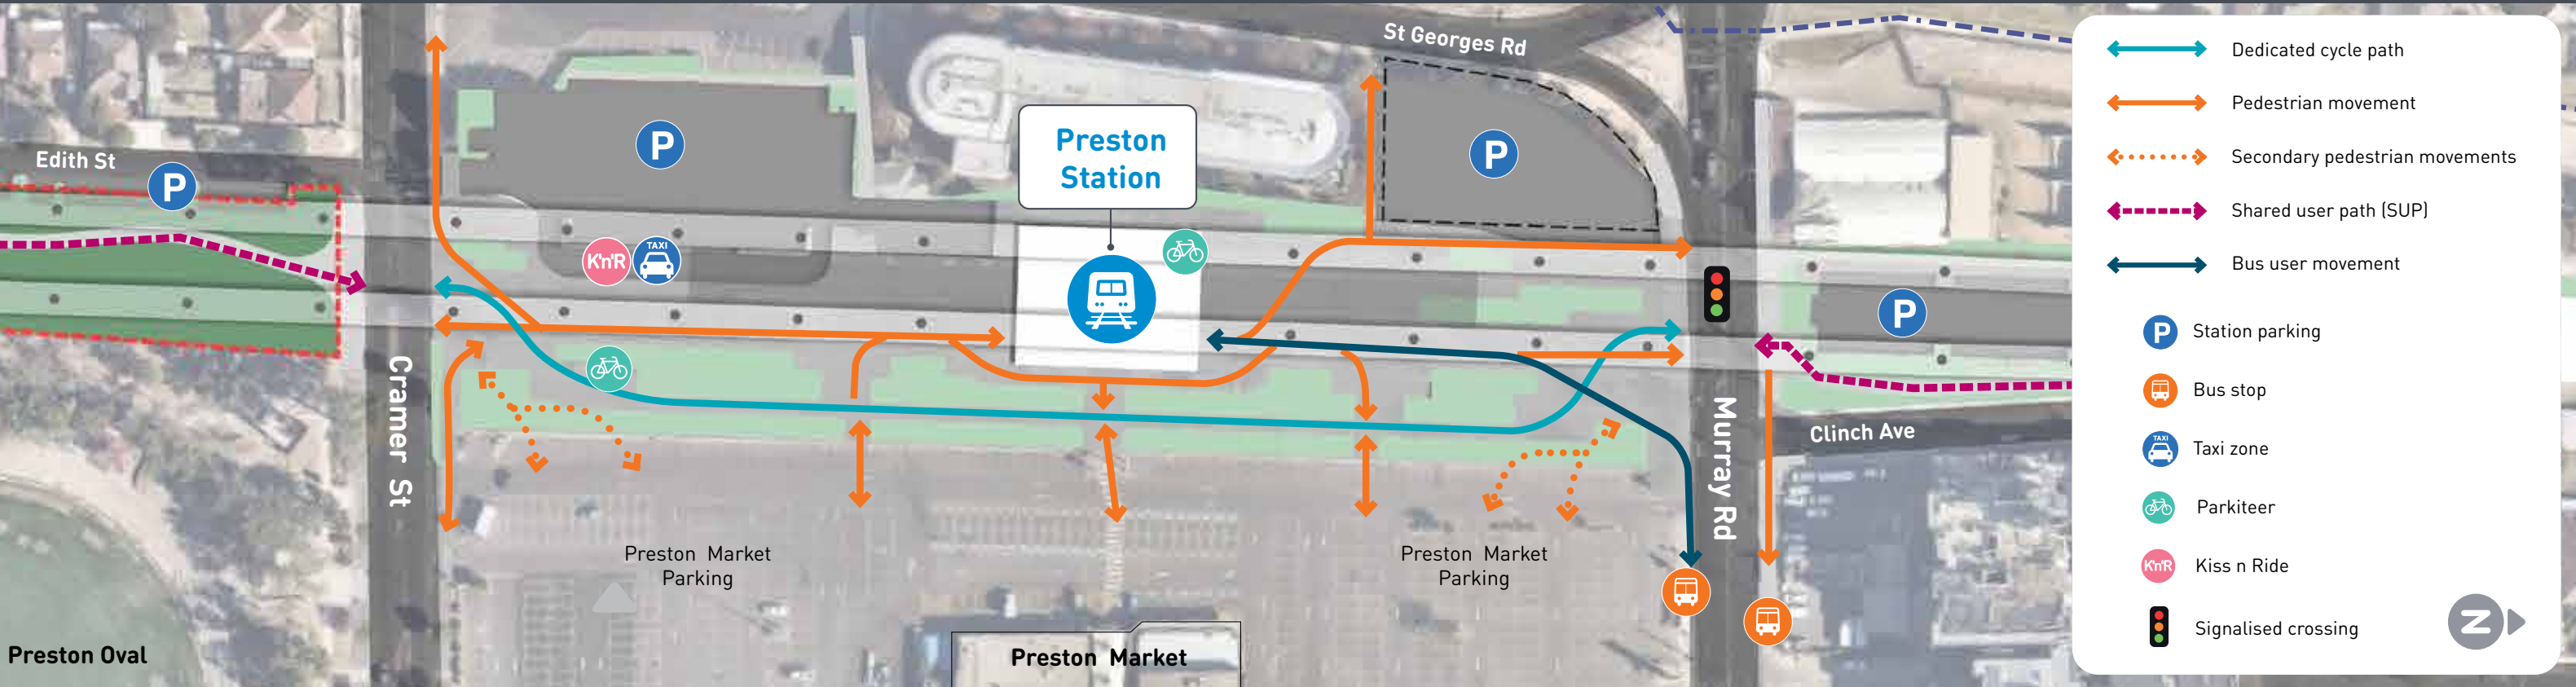 St Georges Rd
Edith St
P
P
P
Preston
Station
K'n'R
TAXI
P
Cramer St
Murray Rd
Clinch Ave
Preston Market
Parking
Preston Market
Parking
Preston Oval
Preston Market
Dedicated cycle path
Pedestrian movement
Secondary pedestrian movements
Shared user path (SUP)
Bus user movement
P Station parking
Bus stop
TAXI Taxi zone
Parkiteer
K'n'R Kiss n Ride
Signalised crossing
Z